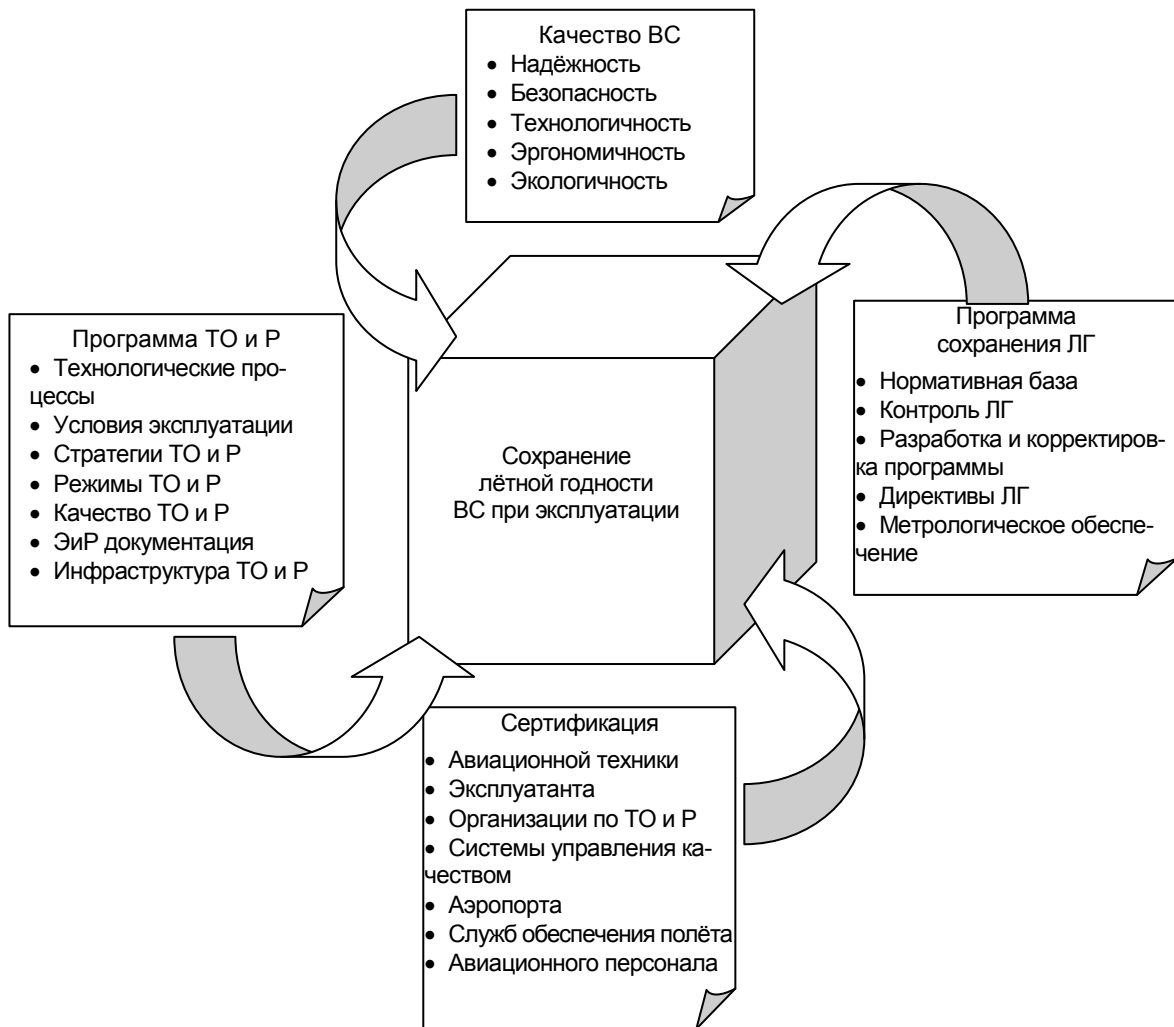 Качество ВС
• Надёжность
• Безопасность
• Технологичность
• Эргономичность
• Экологичность
Программа ТО и Р
• Технологические про-
цессы
• Условия эксплуатации
• Стратегии ТО и Р
• Режимы ТО и Р
• Качество ТО и Р
• ЭиР документация
• Инфраструктура ТО и Р
Сохранение
лётной годности
ВС при эксплуатации
Программа
сохранения ЛГ
• Нормативная база
• Контроль ЛГ
• Разработка и корректиров-
ка программы
• Директивы ЛГ
• Метрологическое обеспе-
чение
Сертификация
• Авиационной техники
• Эксплуатанта
• Организации по ТО и Р
• Системы управления ка-
чеством
• Аэропорта
• Служб обеспечения полёта
• Авиационного персонала